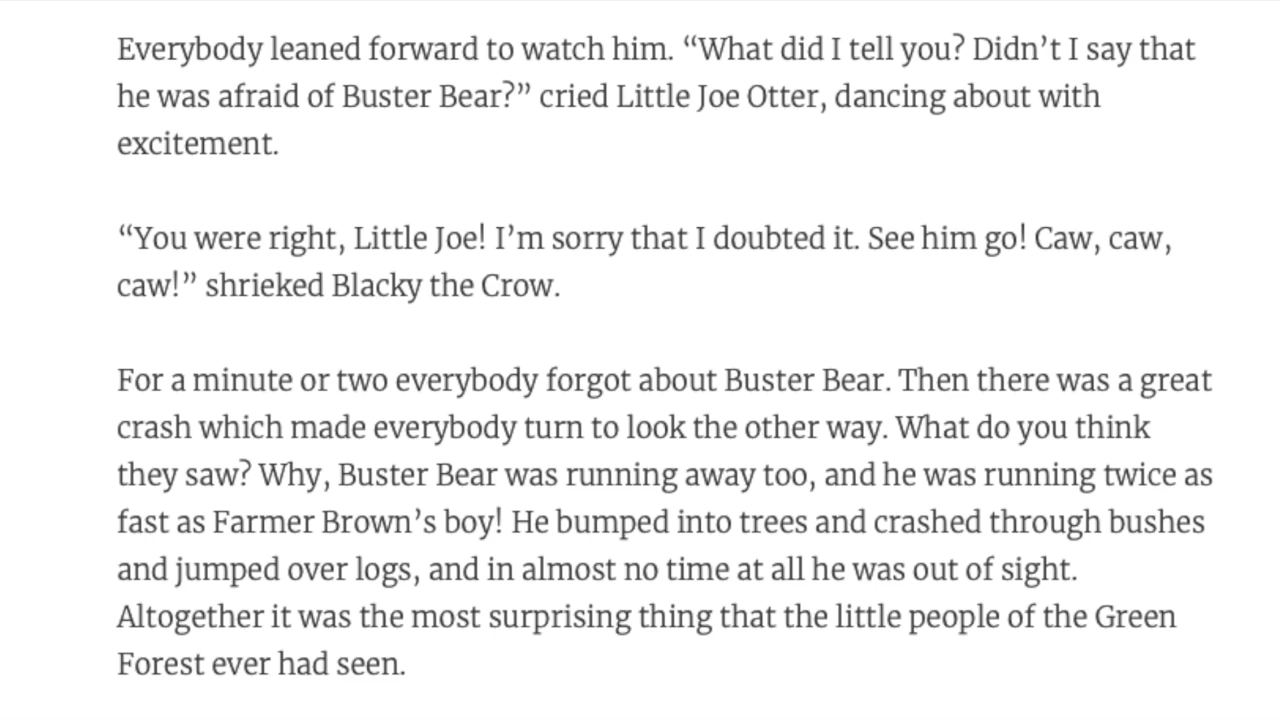 Everybody leaned forward to watch him. “What did I tell you? Didn’t I say that
he was afraid of Buster Bear?” cried Little Joe Otter, dancing about with
excitement.
“You were right, Little Joe! I’m sorry that I doubted it. See him go! Caw, caw,
caw!” shrieked Blacky the Crow.
For a minute or two everybody forgot about Buster Bear. Then there was a great
crash which made everybody turn to look the other way. What do you think
they saw? Why, Buster Bear was running away too, and he was running twice as
fast as Farmer Brown’s boy! He bumped into trees and crashed through bushes
and jumped over logs, and in almost no time at all he was out of sight.
Altogether it was the most surprising thing that the little people of the Green
Forest ever had seen.